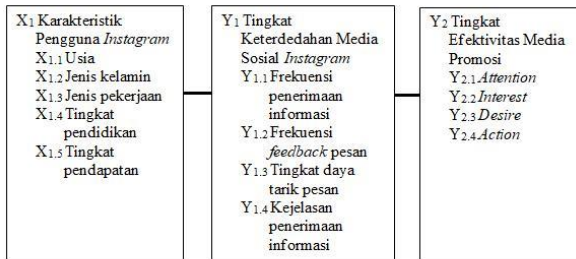 X1 Karakteristik
Pengguna Instagram
X1.1 Usia
X1.2 Jenis kelamin
X1.3 Jenis pekerjaan
X1.4 Tingkat
pendidikan
X1.5 Tingkat
pendapatan
Y1 Tingkat
Keterdedahan Media
Sosial Instagram
Y1.1 Frekuensi
penerimaan
informasi
Y1.2 Frekuensi
feedback pesan
Y1.3 Tingkat daya
tarik pesan
Y1.4 Kejelasan
penerimaan
informasi
Y2 Tingkat
Efektivitas Media
Promosi
Y2.1 Attention
Y2.2 Interest
Y2.3 Desire
Y2.4 Action